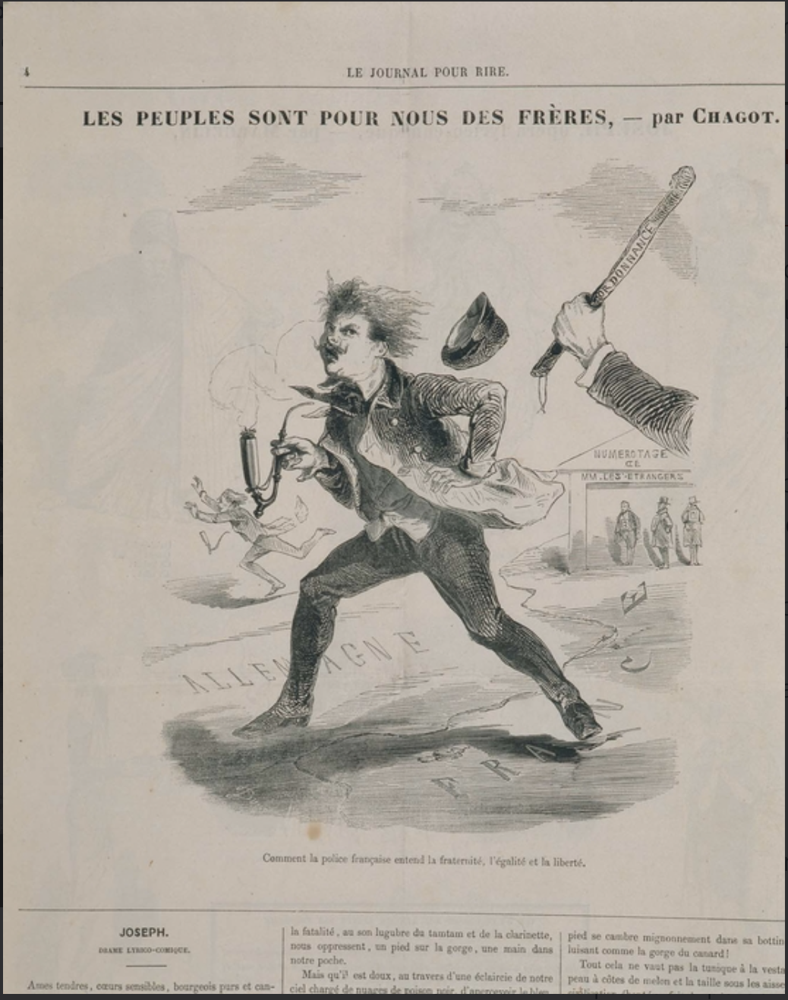 4
LE JOURNAL POUR RIRE.
LES PEUPLES SONT POUR NOUS DES FRÈRES, — par CHAGOT.
ORDONNANCE
NUMEROTAGE
DE
MM. LES ETRANGERS
ALLEMAGNE
F R A N C E
Comment la police française entend la fraternité, l'égalité et la liberté.
JOSEPH.
DRAME LYRICO-COMIQUE.
Ames tendres, cœurs sensibles, bourgeois purs et can-
la fatalité, au son lugubre du tamtam et de la clarinette,
nous oppressent, un pied sur la gorge, une main dans
notre poche.
Mais qu'il est doux, au travers d'une éclaircie de notre
ciel chargé de nuages de poison noir, d'apercevoir le bleu
pied se cambre mignonnement dans sa bottin
luisant comme la gorge du canard!
Tout cela ne vaut pas la tunique à la vesta
peau à côtes de melon et la taille sous les aisse